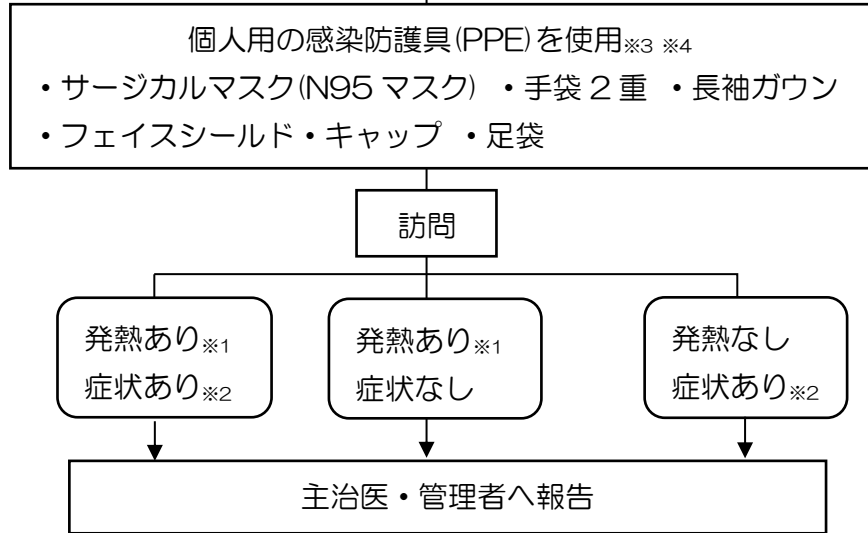 個人用の感染防護具(PPE)を使用※3 ※4
・サージカルマスク(N95 マスク) ・手袋 2 重 ・長袖ガウン
・フェイスシールド・キャップ ・足袋
訪問
発熱あり※1
症状あり※2
発熱あり※1
症状なし
発熱なし
症状あり※2
主治医・管理者へ報告